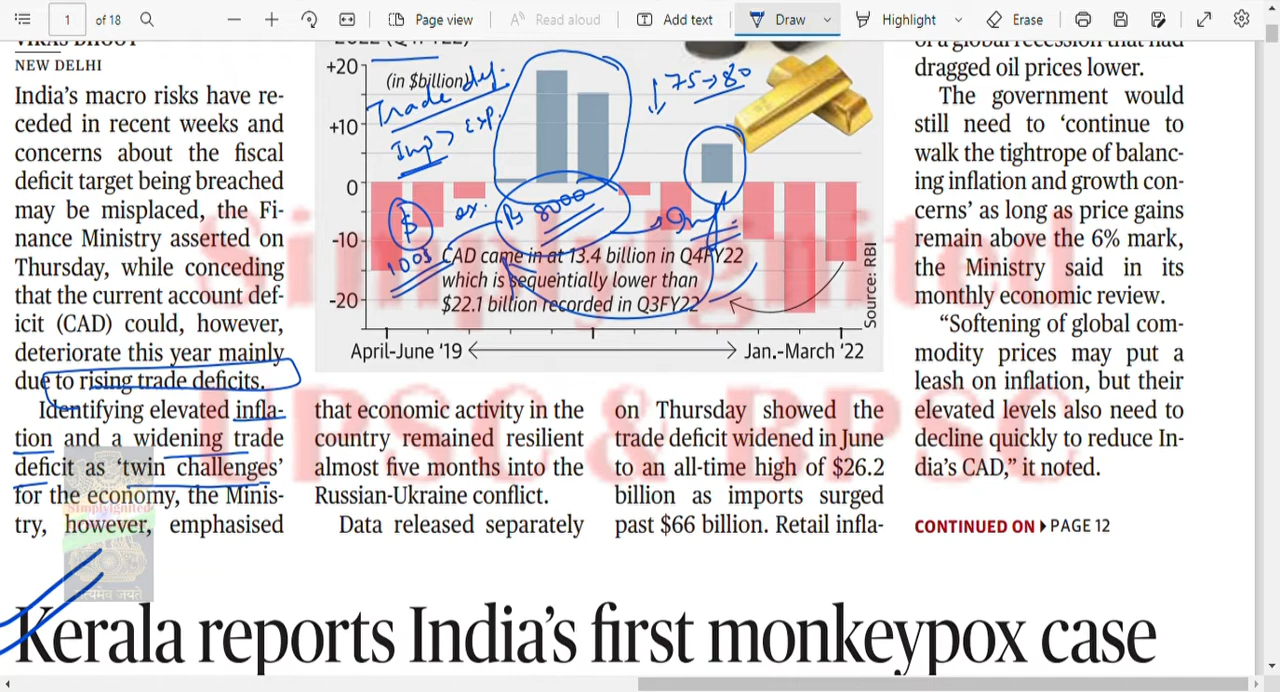 1 of 18
Page view
Read aloud
Add text
Draw
Highlight
Erase
NEW DELHI
India’s macro risks have re-
ceded in recent weeks and
concerns about the fiscal
deficit target being breached
may be misplaced, the Fi-
nance Ministry asserted on
Thursday, while conceding
that the current account def-
icit (CAD) could, however,
deteriorate this year mainly
due to rising trade deficits.
Identifying elevated infla-
tion and a widening trade
deficit as ‘twin challenges’
for the economy, the Minis-
try, however, emphasised
+20
(in $billion)
+10
0
-10
-20
Trade def.
Imp > Exp.
↓ 75→80
$
100$
ex.
Rs 8000
CAD came in at 13.4 billion in Q4FY22
which is sequentially lower than
$22.1 billion recorded in Q3FY22
Source: RBI
April-June ’19
Jan.-March ’22
that economic activity in the
country remained resilient
almost five months into the
Russian-Ukraine conflict.
Data released separately
on Thursday showed the
trade deficit widened in June
to an all-time high of $26.2
billion as imports surged
past $66 billion. Retail infla-
of a global recession that had
dragged oil prices lower.
The government would
still need to ‘continue to
walk the tightrope of balanc-
ing inflation and growth con-
cerns’ as long as price gains
remain above the 6% mark,
the Ministry said in its
monthly economic review.
“Softening of global com-
modity prices may put a
leash on inflation, but their
elevated levels also need to
decline quickly to reduce In-
dia’s CAD,” it noted.
CONTINUED ON ▸ PAGE 12
Simplyignited
UPSC & BPSC
Simplyignited
सत्यमेव जयते
Kerala reports India’s first monkeypox case